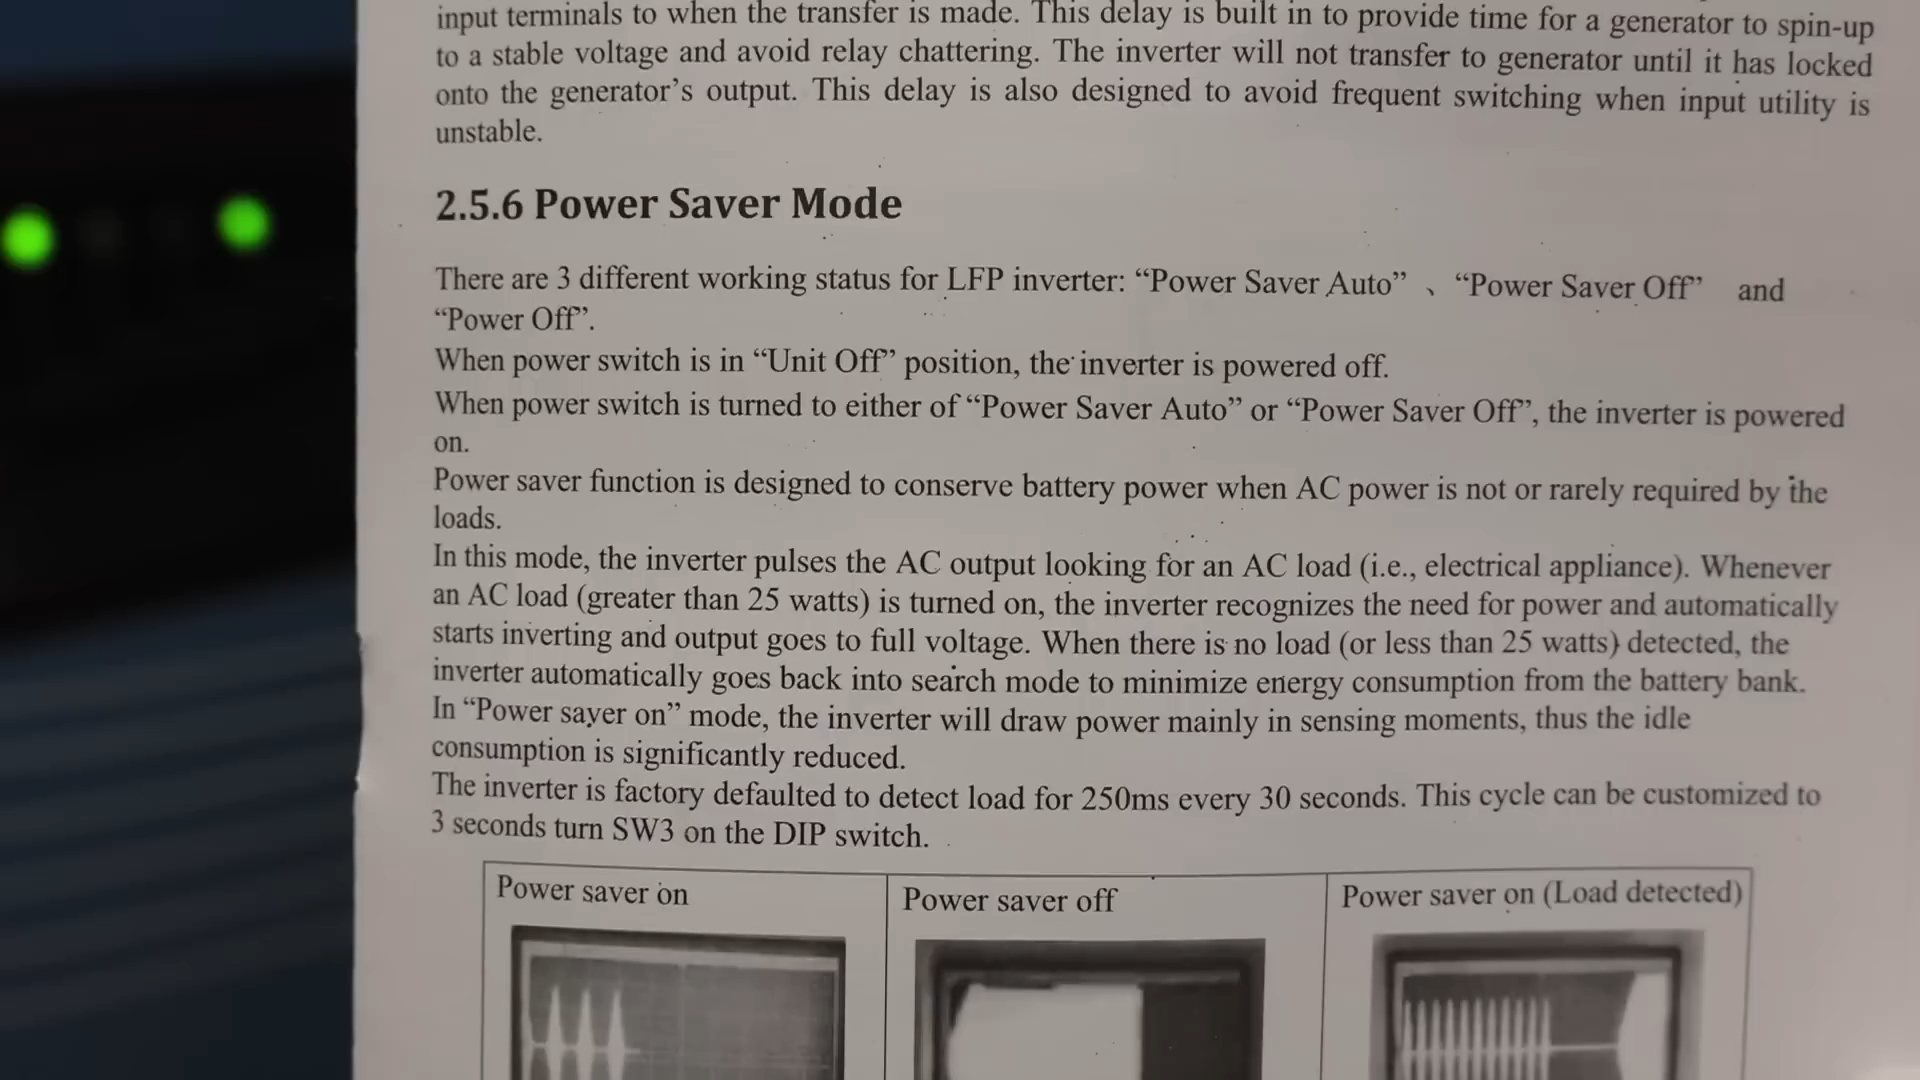 input terminals to when the transfer is made. This delay is built in to provide time for a generator to spin-up
to a stable voltage and avoid relay chattering. The inverter will not transfer to generator until it has locked
onto the generator's output. This delay is also designed to avoid frequent switching when input utility is
unstable.
2.5.6 Power Saver Mode
There are 3 different working status for LFP inverter: “Power Saver Auto” 、 “Power Saver Off” and
“Power Off”.
When power switch is in “Unit Off” position, the inverter is powered off.
When power switch is turned to either of “Power Saver Auto” or “Power Saver Off”, the inverter is powered
on.
Power saver function is designed to conserve battery power when AC power is not or rarely required by the
loads.
In this mode, the inverter pulses the AC output looking for an AC load (i.e., electrical appliance). Whenever
an AC load (greater than 25 watts) is turned on, the inverter recognizes the need for power and automatically
starts inverting and output goes to full voltage. When there is no load (or less than 25 watts) detected, the
inverter automatically goes back into search mode to minimize energy consumption from the battery bank.
In “Power saver on” mode, the inverter will draw power mainly in sensing moments, thus the idle
consumption is significantly reduced.
The inverter is factory defaulted to detect load for 250ms every 30 seconds. This cycle can be customized to
3 seconds turn SW3 on the DIP switch.
Power saver on
Power saver off
Power saver on (Load detected)